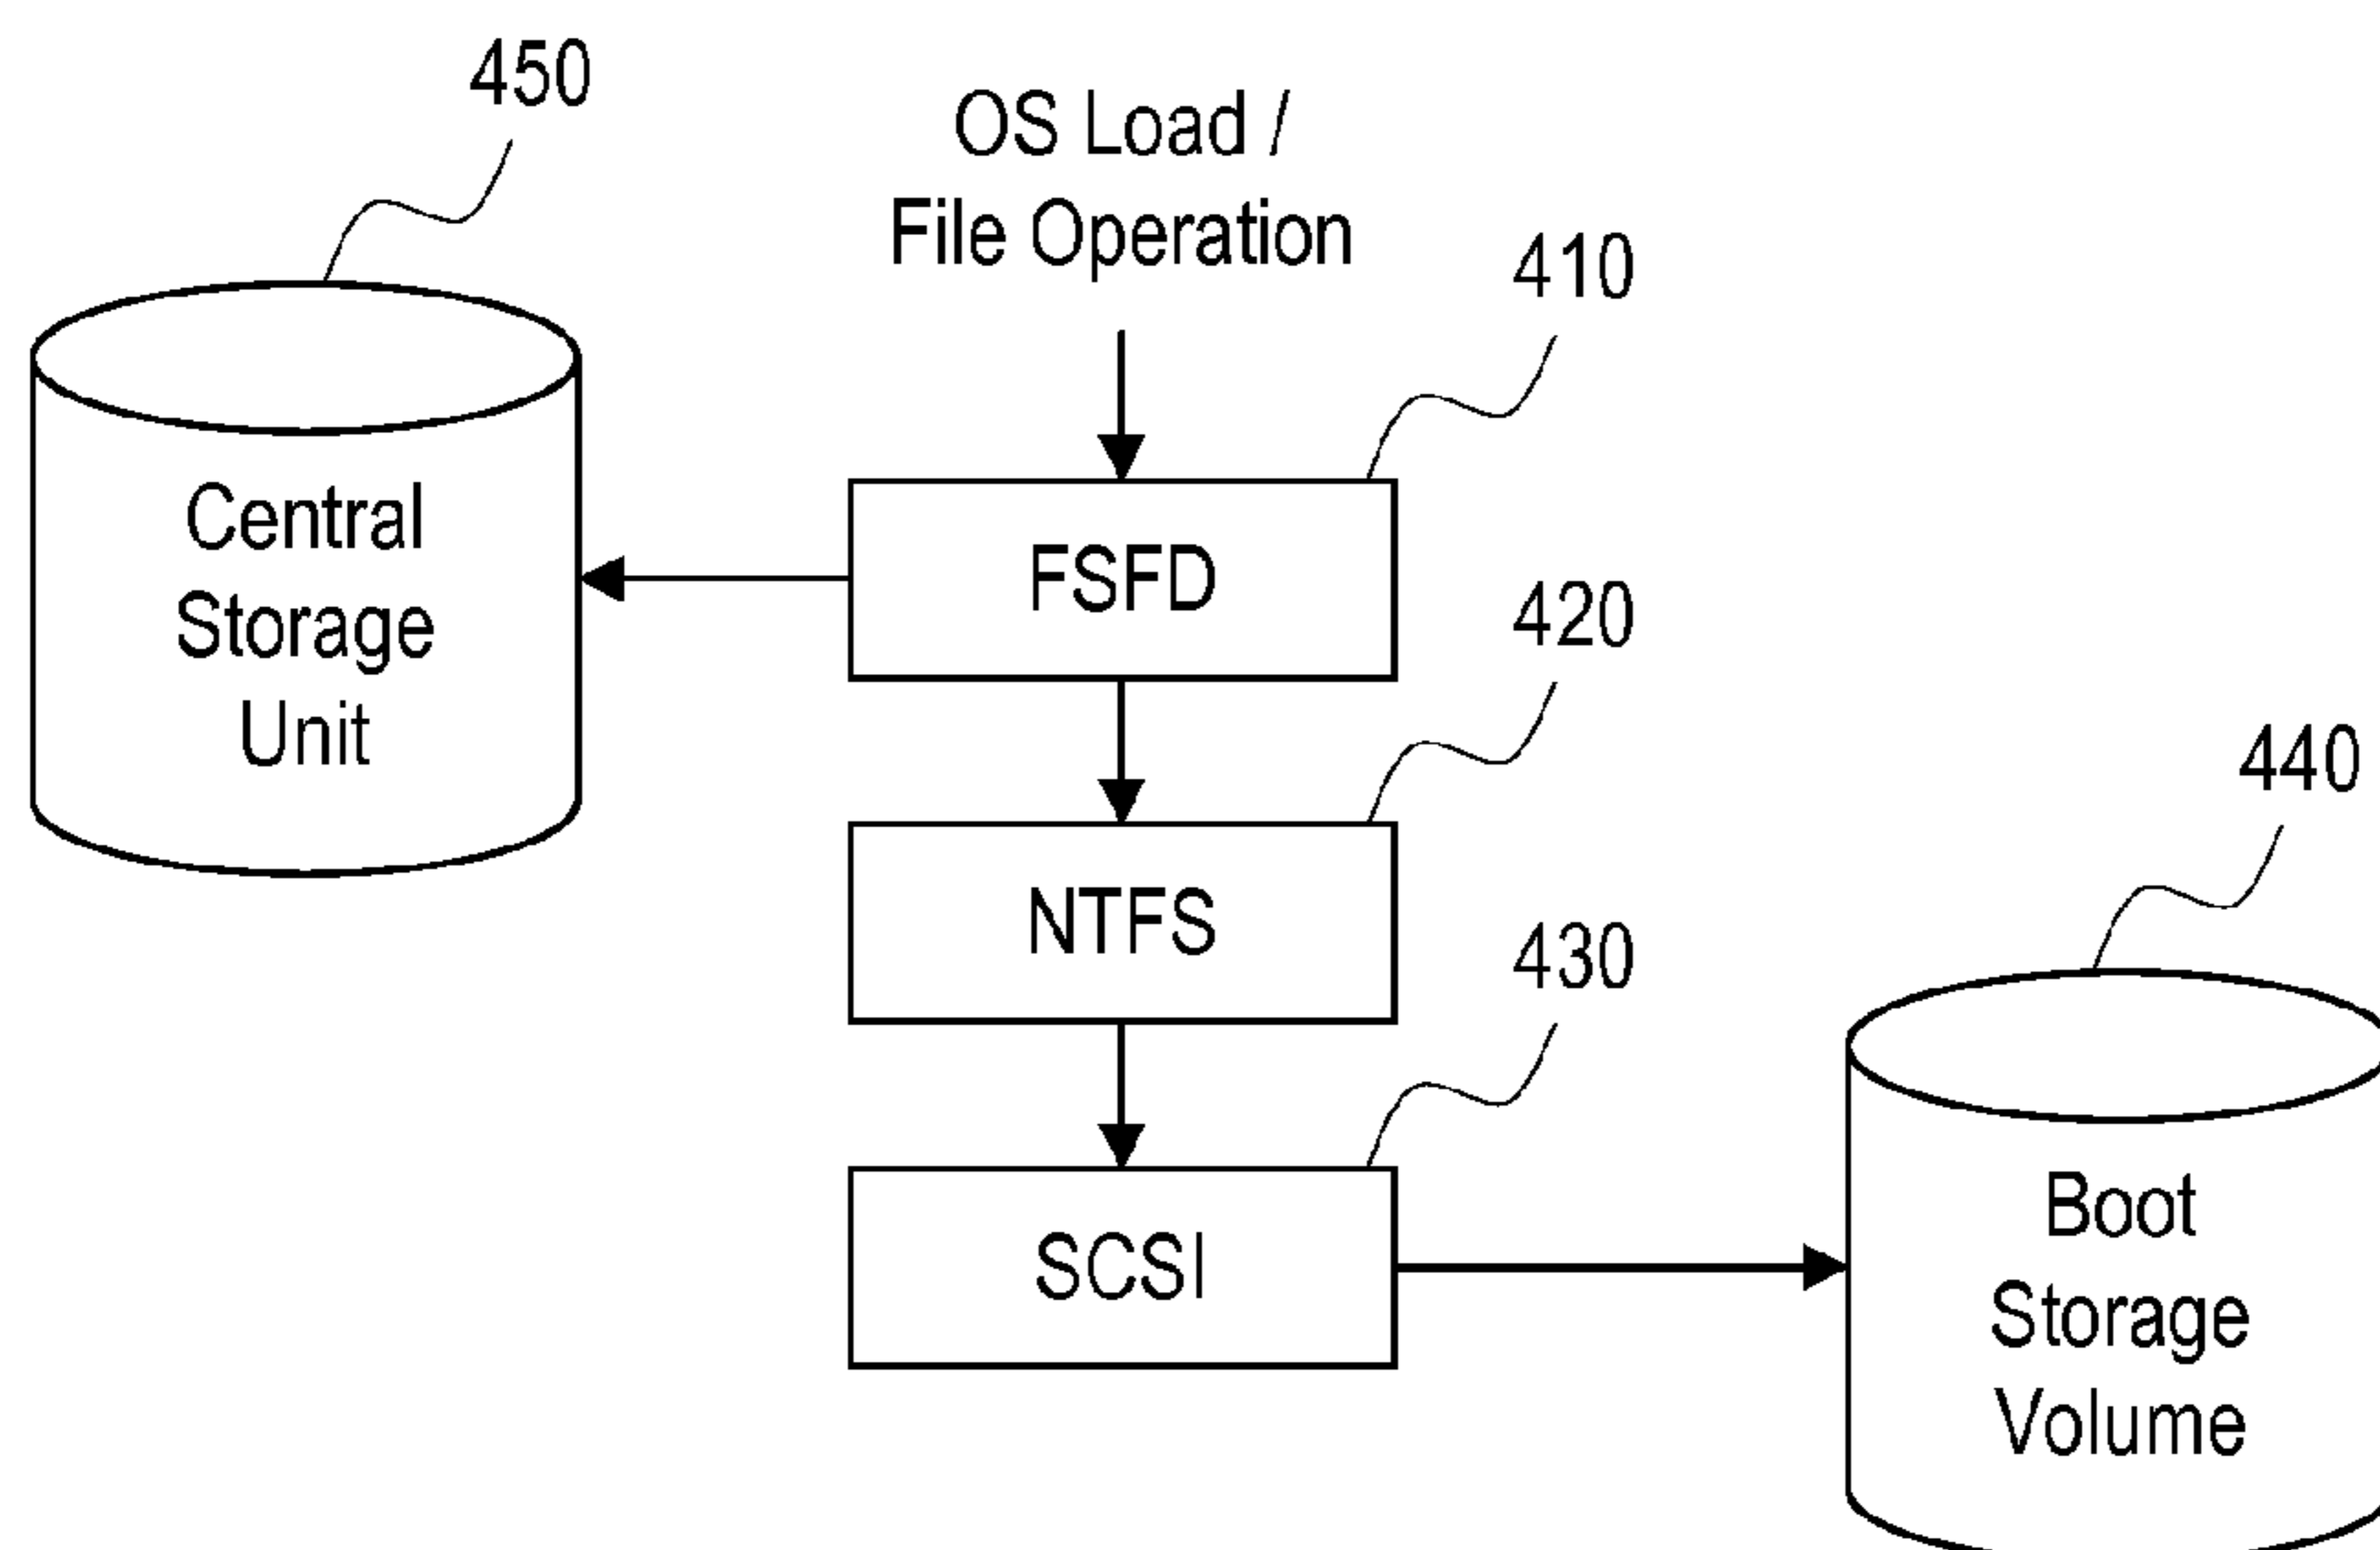 450
OS Load /
File Operation
410
Central
Storage
Unit
FSFD
420
NTFS
440
430
SCSI
Boot
Storage
Volume